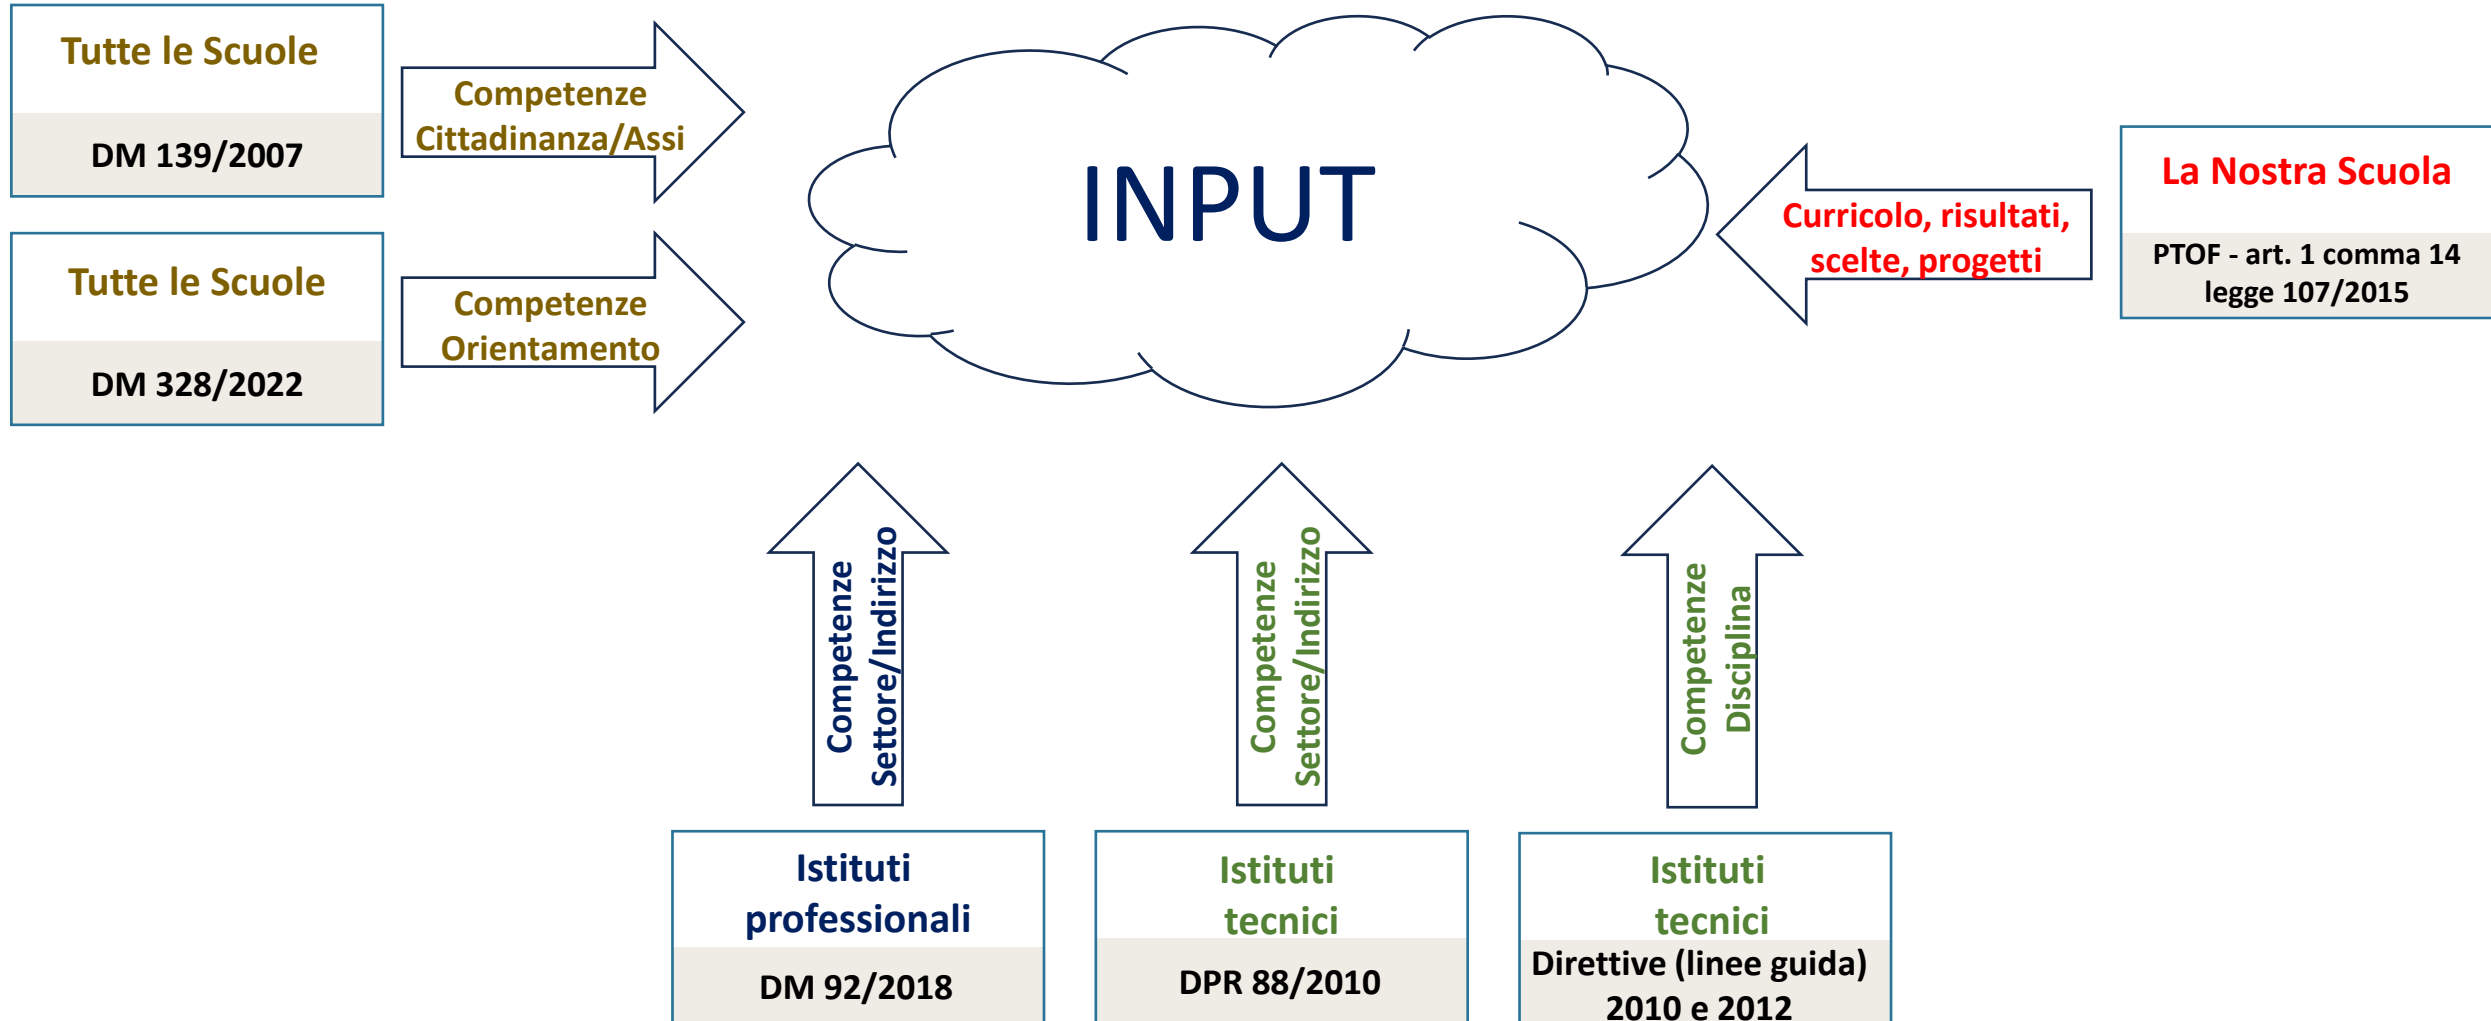 Tutte le Scuole
DM 139/2007
Competenze
Cittadinanza/Assi
Tutte le Scuole
DM 328/2022
Competenze
Orientamento
INPUT
Curricolo, risultati,
scelte, progetti
La Nostra Scuola
PTOF - art. 1 comma 14
legge 107/2015
Competenze
Settore/Indirizzo
Istituti
professionali
DM 92/2018
Competenze
Settore/Indirizzo
Istituti
tecnici
DPR 88/2010
Competenze
Disciplina
Istituti
tecnici
Direttive (linee guida)
2010 e 2012